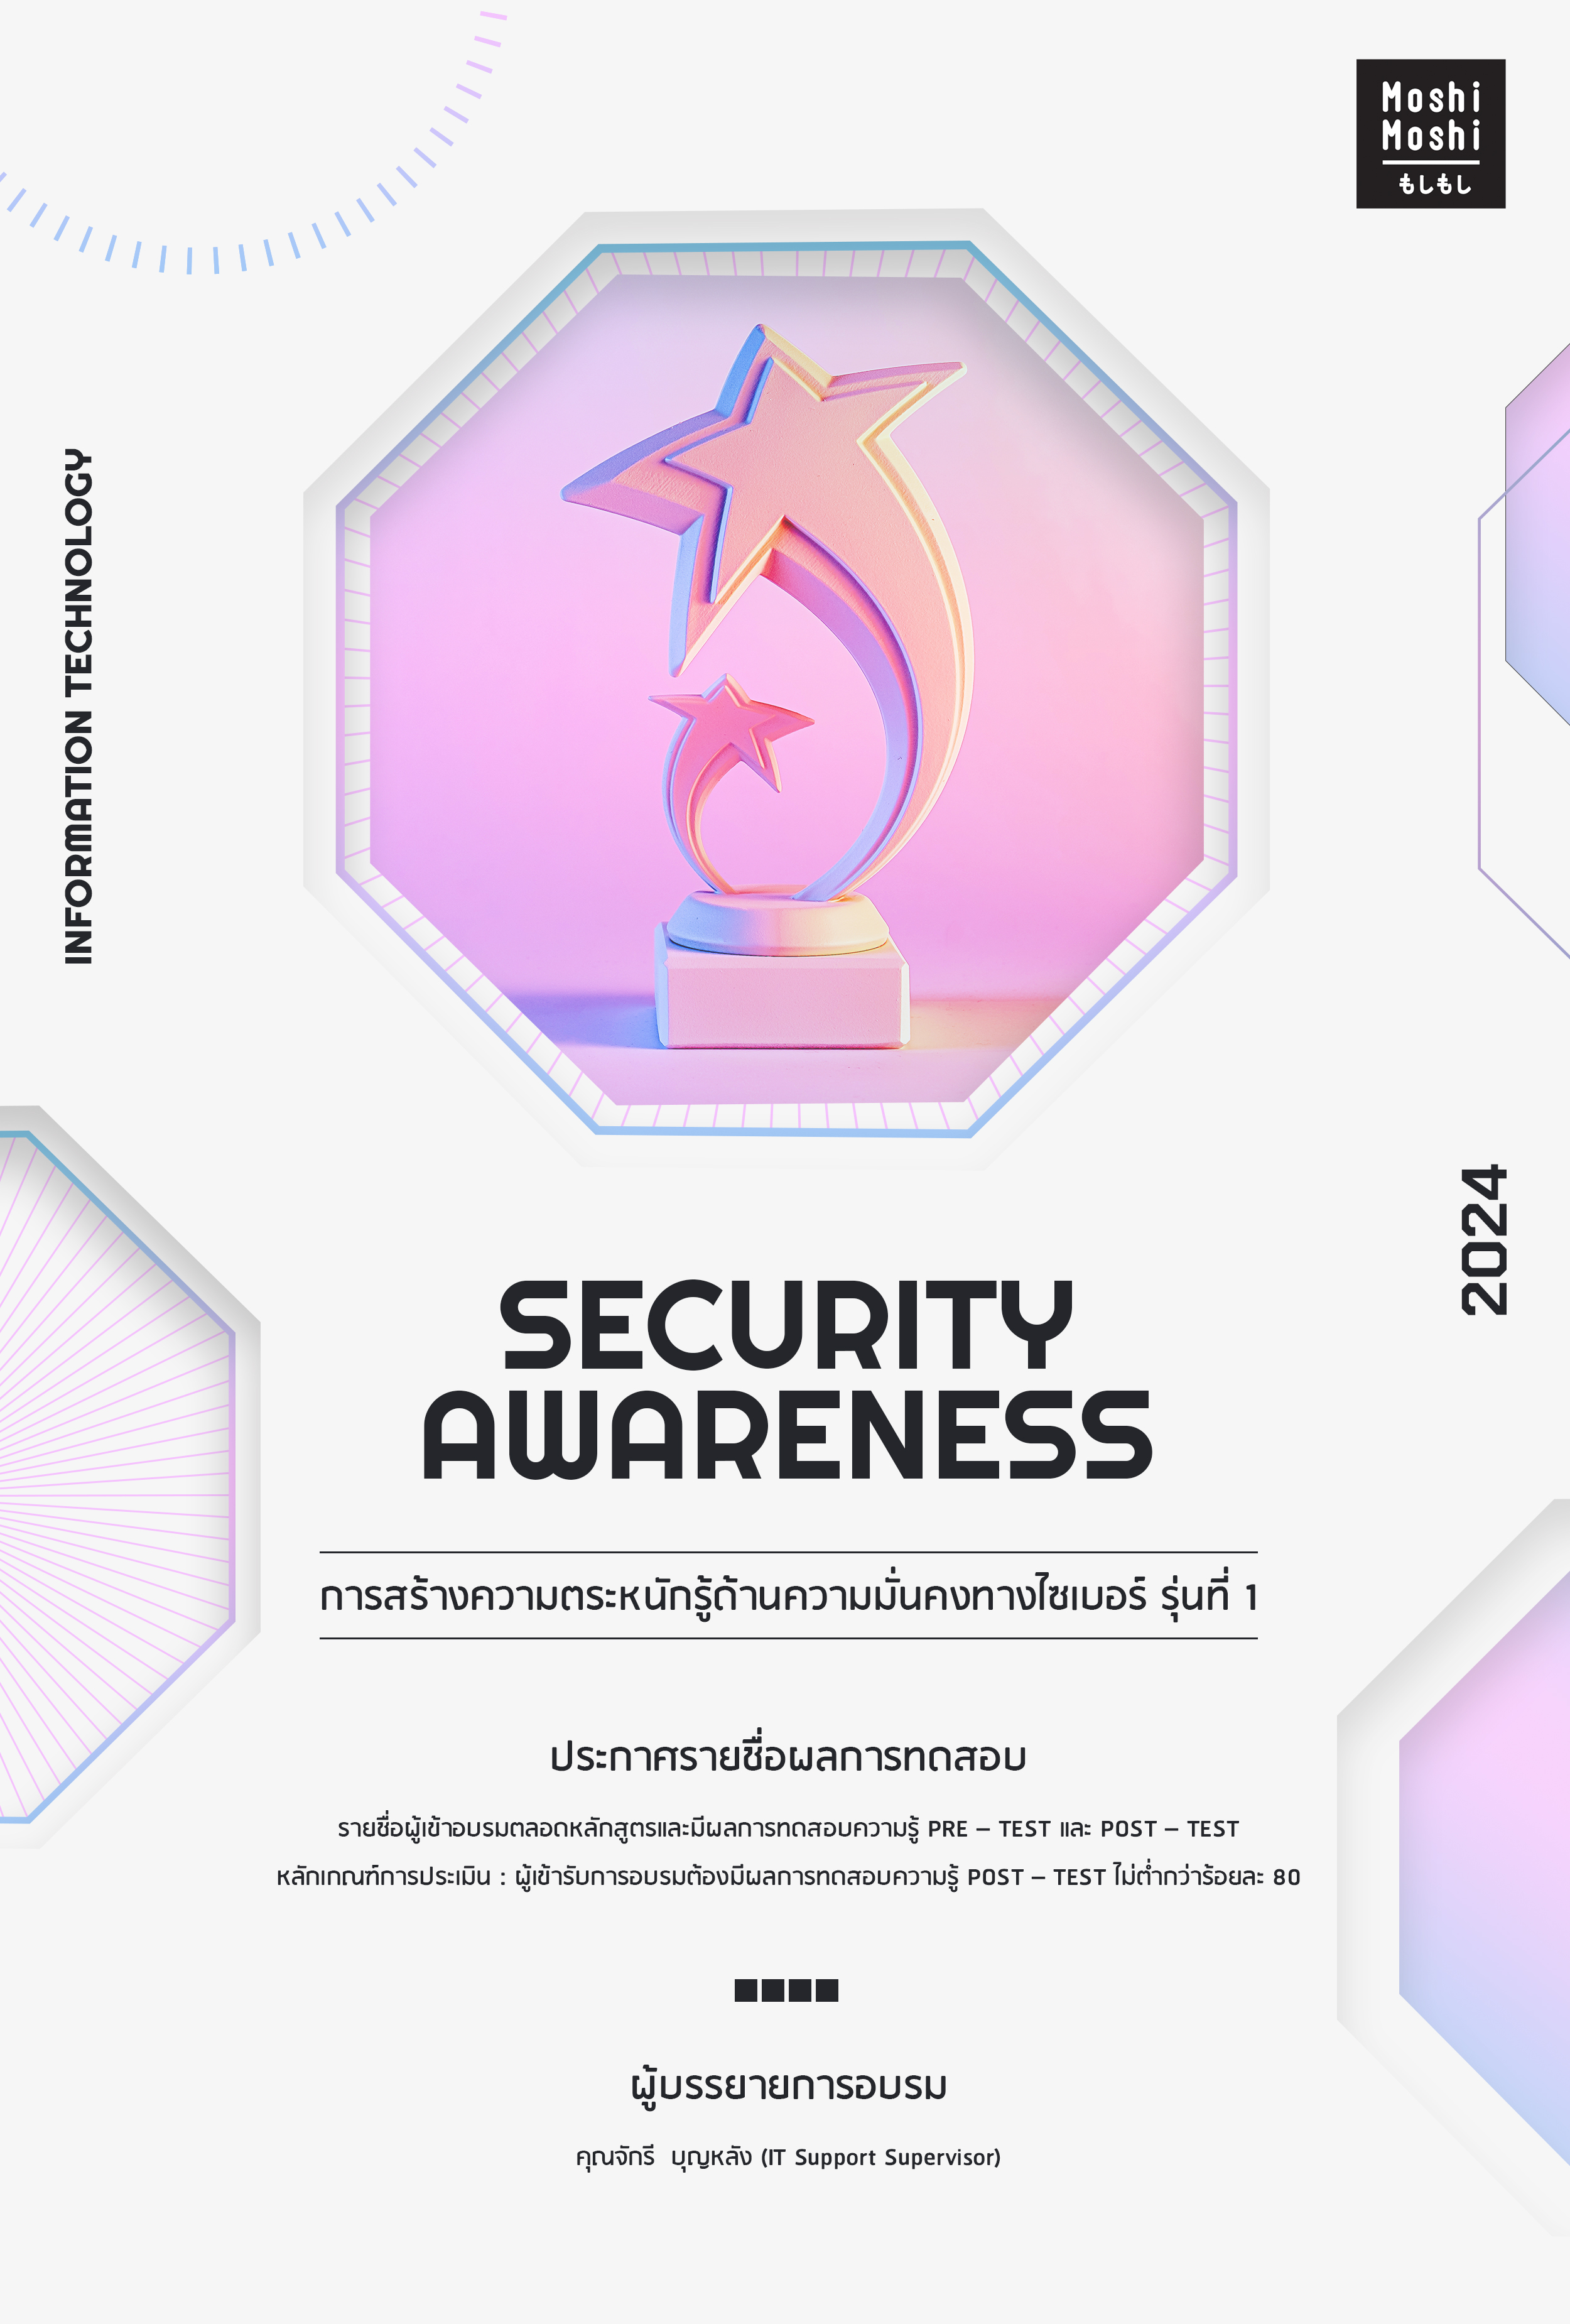 Moshi
Moshi
もしもし
INFORMATION TECHNOLOGY
2024
SECURITY
AWARENESS
การสร้างความตระหนักรู้ด้านความมั่นคงทางไซเบอร์ รุ่นที่ 1
ประกาศรายชื่อผลการทดสอบ
รายชื่อผู้เข้าอบรมตลอดหลักสูตรและมีผลการทดสอบความรู้ PRE – TEST และ POST – TEST
หลักเกณฑ์การประเมิน : ผู้เข้ารับการอบรมต้องมีผลการทดสอบความรู้ POST – TEST ไม่ต่ำกว่าร้อยละ 80
ผู้บรรยายการอบรม
คุณจักรี บุญหลัง (IT Support Supervisor)